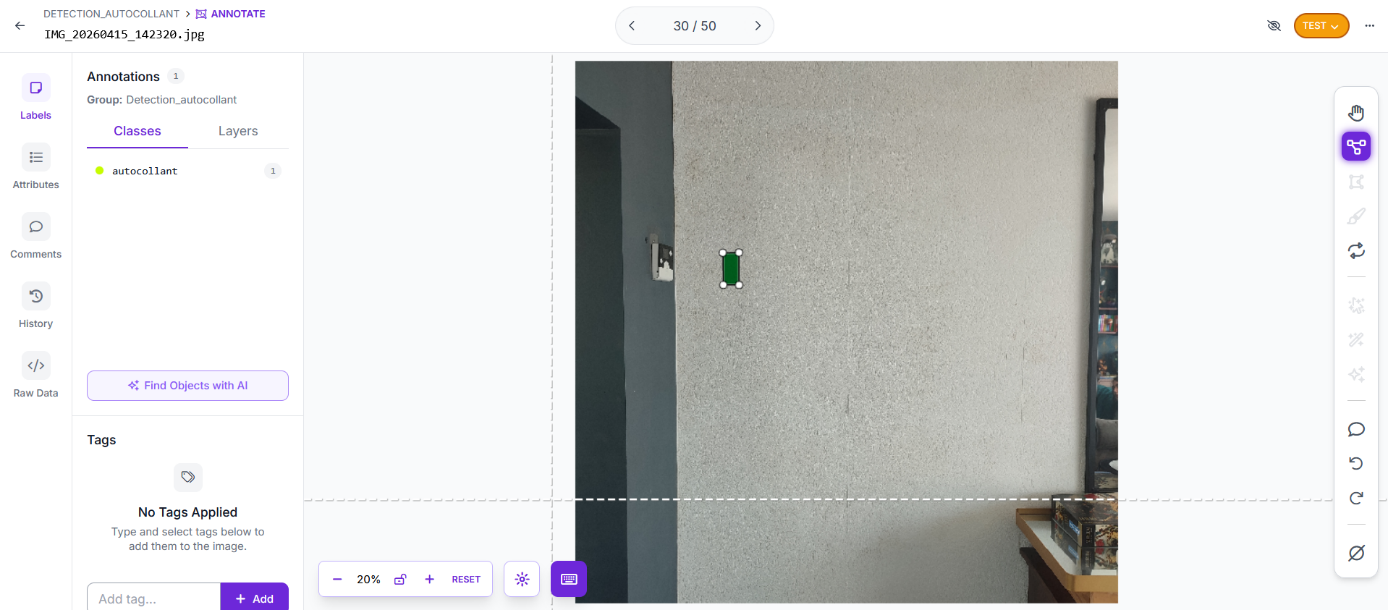 DETECTION_AUTOCOLLANT > ANNOTATE
IMG_20260415_142320.jpg
30 / 50
TEST
Labels
Attributes
Comments
History
Raw Data
Annotations 1
Group: Detection_autocollant
Classes Layers
autocollant 1
Find Objects with AI
Tags
No Tags Applied
Type and select tags below to
add them to the image.
Add tag... + Add
− 20% + RESET